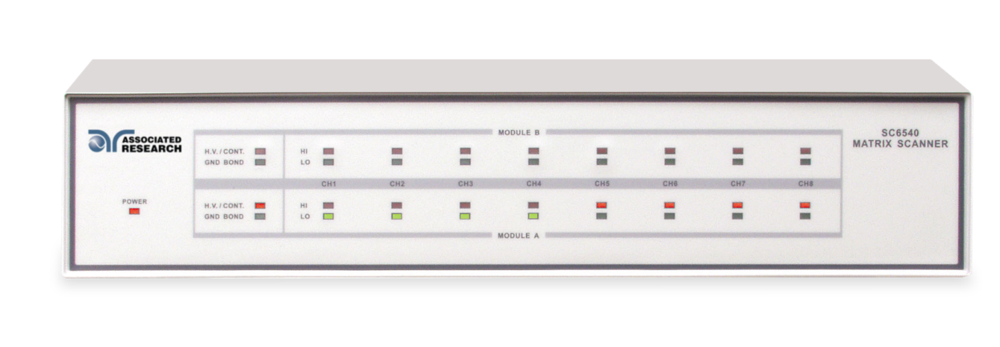 ASSOCIATED
RESEARCH
POWER
MODULE B
H.V. / CONT.
GND BOND
HI
LO
CH1 CH2 CH3 CH4 CH5 CH6 CH7 CH8
H.V. / CONT.
GND BOND
HI
LO
MODULE A
SC6540
MATRIX SCANNER